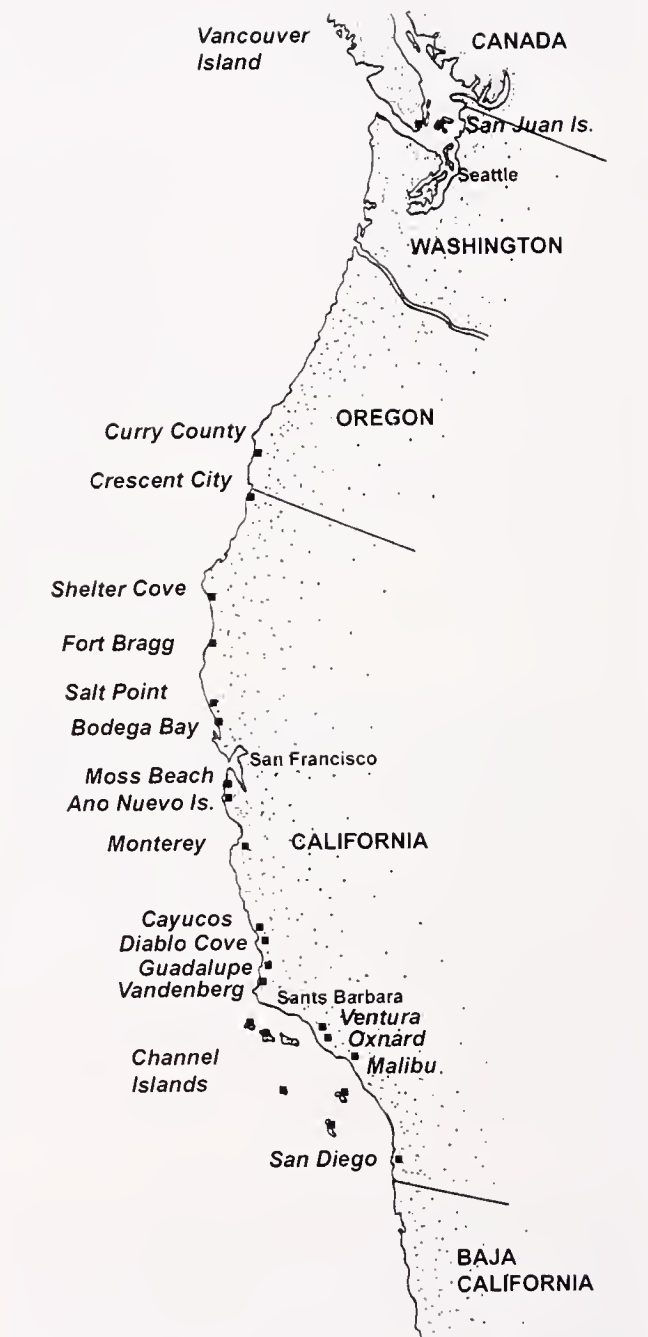 Vancouver
Island
CANADA
San Juan Is.
Seattle
WASHINGTON
OREGON
Curry County
Crescent City
Shelter Cove
Fort Bragg
Salt Point
Bodega Bay
San Francisco
Moss Beach
Ano Nuevo Is.
Monterey
CALIFORNIA
Cayucos
Diablo Cove
Guadalupe
Vandenberg
Sants Barbara
Ventura
Oxnard
Malibu
Channel
Islands
San Diego
BAJA
CALIFORNIA